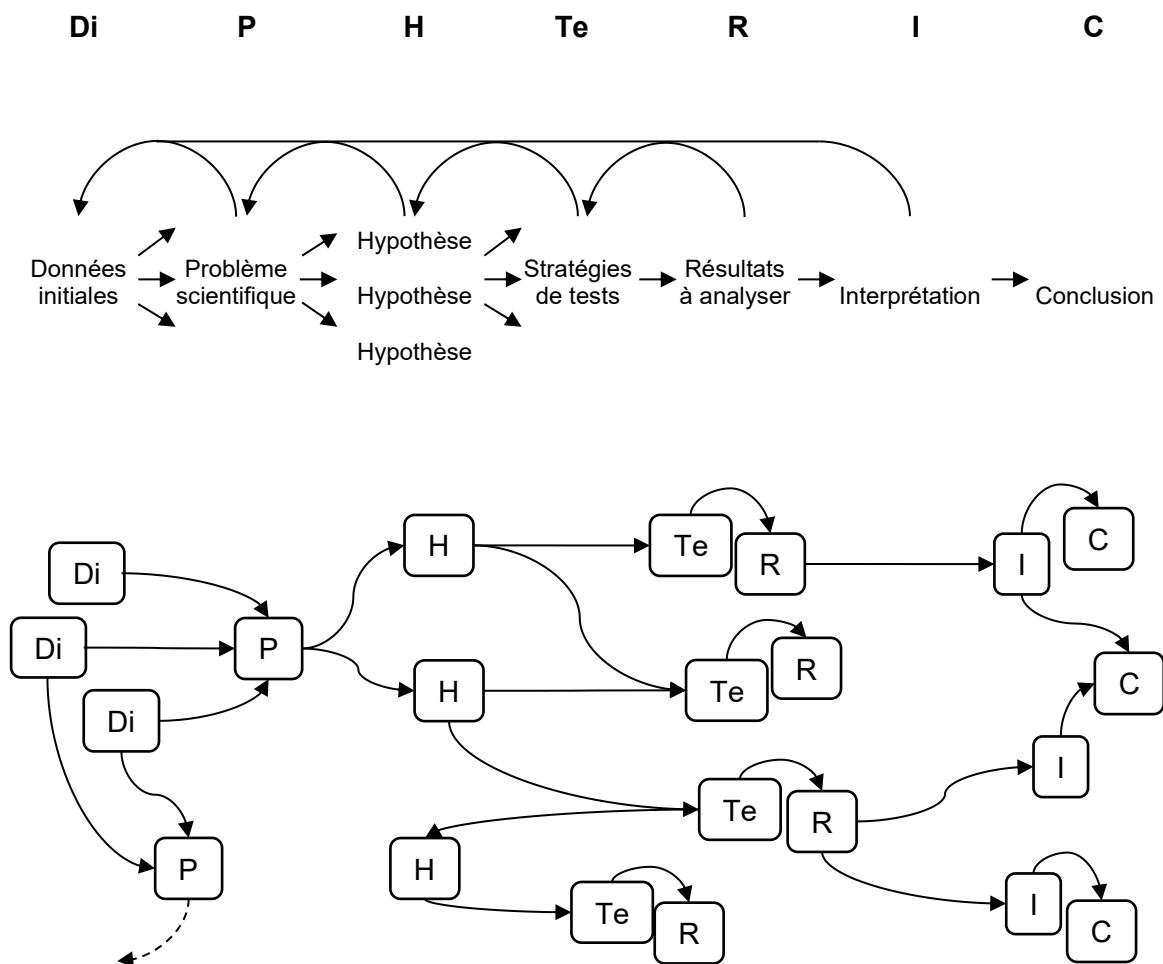 Di P H Te R I C
Hypothèse
Données Problème Stratégies Résultats
initiales scientifique Hypothèse de tests à analyser Interprétation Conclusion
Hypothèse
H Te R I C
Di
Di P
H Te R C
Di
I
Te R
P H
Te R I C